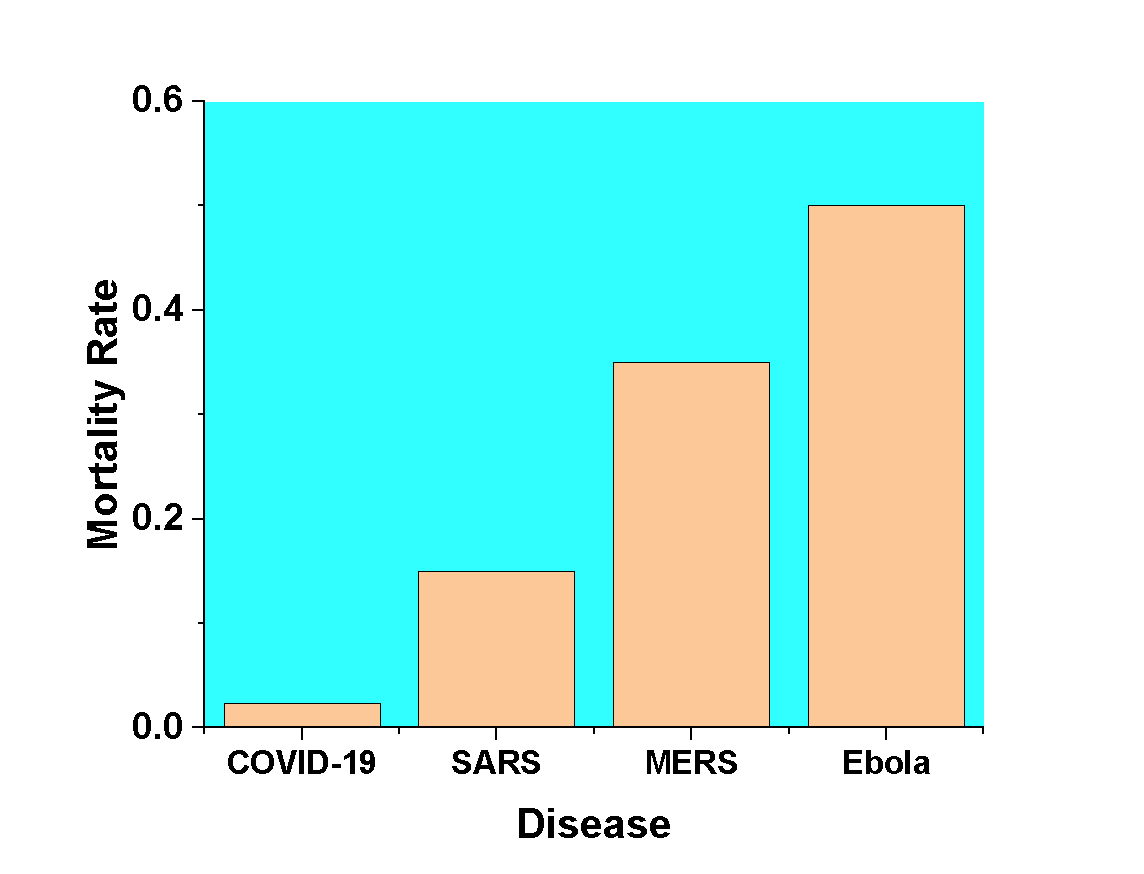 0.6
0.4
0.2
0.0
Mortality Rate
COVID-19 SARS MERS Ebola
Disease